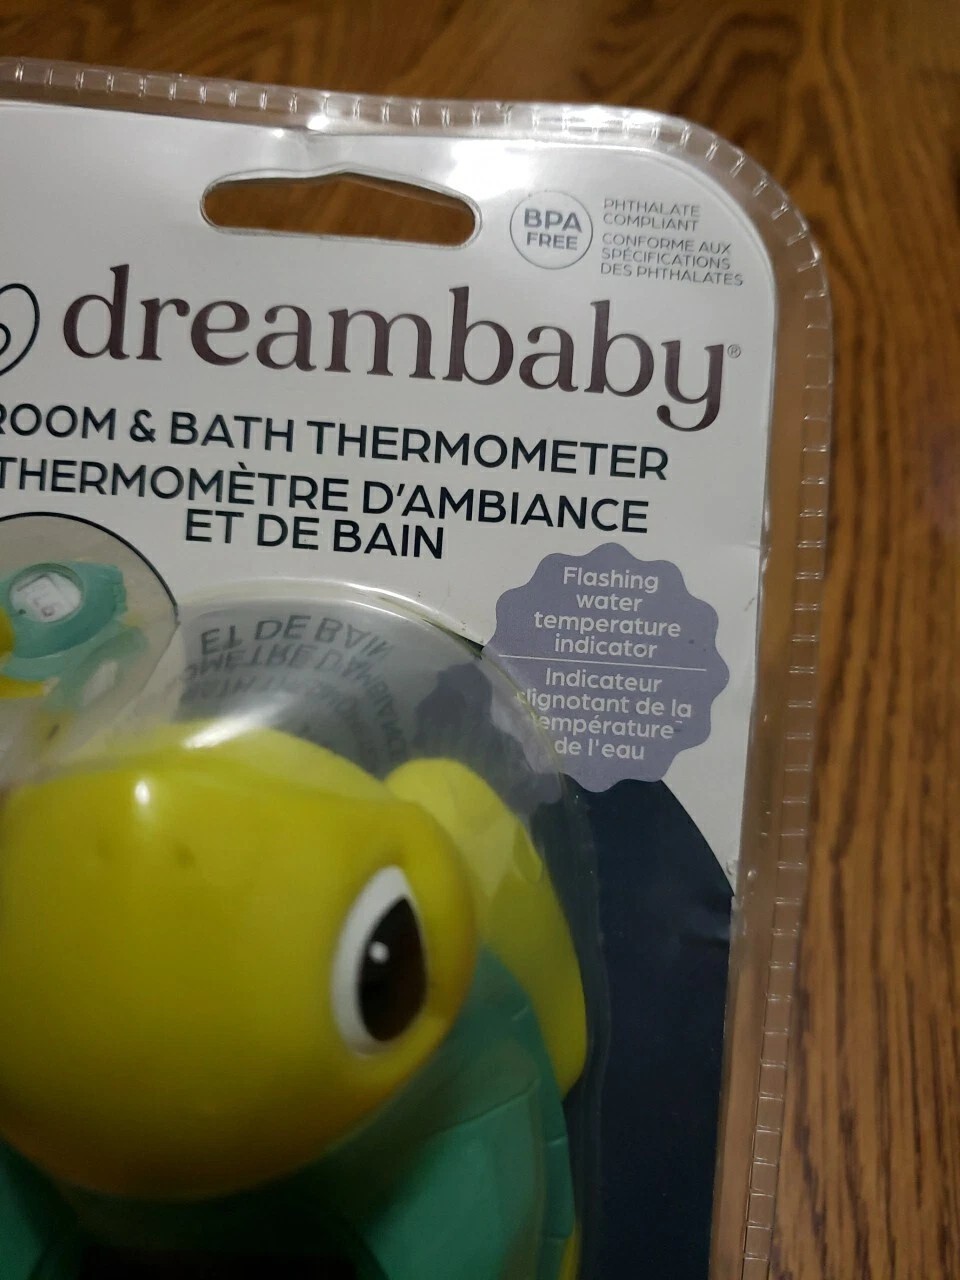 BPA
FREE
PHTHALATE
COMPLIANT
CONFORME AUX
SPÉCIFICATIONS
DES PHTHALATES
dreambaby®
ROOM & BATH THERMOMETER
THERMOMÈTRE D'AMBIANCE
ET DE BAIN
Flashing
water
temperature
indicator
Indicateur
clignotant de la
température
de l'eau